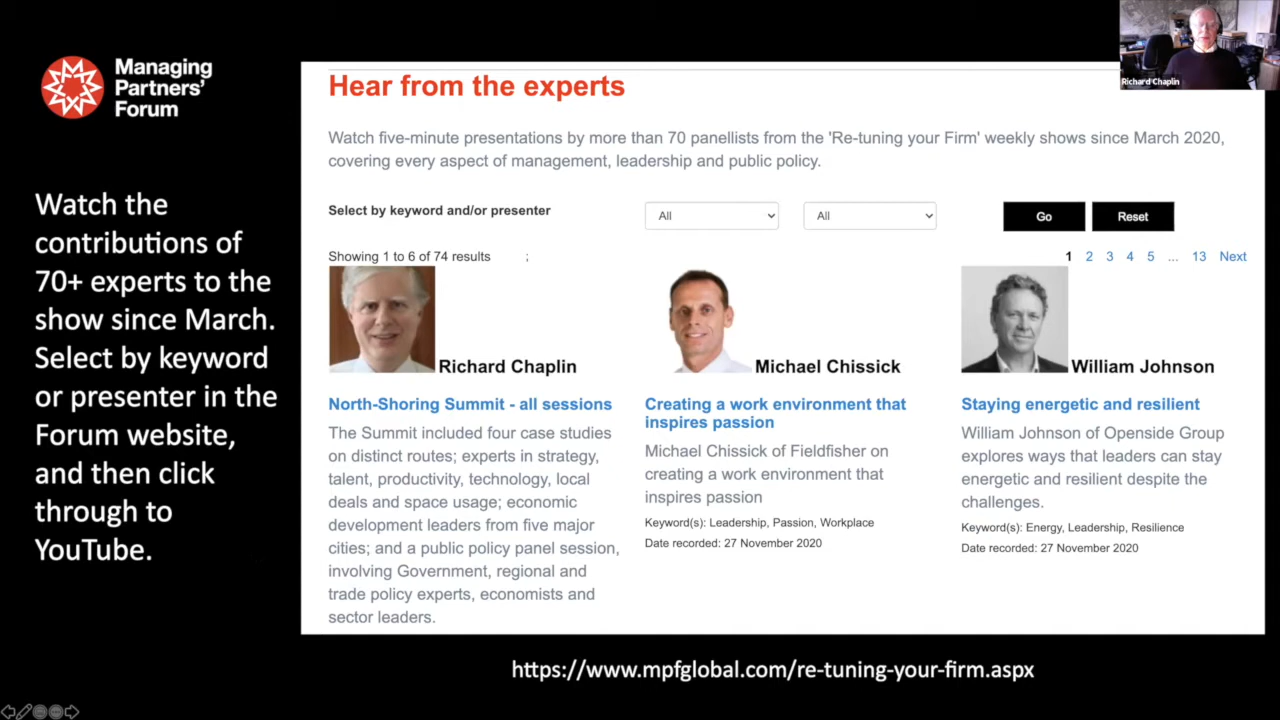 Managing
Partners'
Forum
Richard Chaplin
Watch the
contributions of
70+ experts to the
show since March.
Select by keyword
or presenter in the
Forum website,
and then click
through to
YouTube.
Hear from the experts
Watch five-minute presentations by more than 70 panellists from the 'Re-tuning your Firm' weekly shows since March 2020,
covering every aspect of management, leadership and public policy.
Select by keyword and/or presenter
All
All
Go
Reset
Showing 1 to 6 of 74 results ;
1 2 3 4 5 ... 13 Next
Richard Chaplin
North-Shoring Summit - all sessions
The Summit included four case studies
on distinct routes; experts in strategy,
talent, productivity, technology, local
deals and space usage; economic
development leaders from five major
cities; and a public policy panel session,
involving Government, regional and
trade policy experts, economists and
sector leaders.
Michael Chissick
Creating a work environment that
inspires passion
Michael Chissick of Fieldfisher on
creating a work environment that
inspires passion
Keyword(s): Leadership, Passion, Workplace
Date recorded: 27 November 2020
William Johnson
Staying energetic and resilient
William Johnson of Openside Group
explores ways that leaders can stay
energetic and resilient despite the
challenges.
Keyword(s): Energy, Leadership, Resilience
Date recorded: 27 November 2020
https://www.mpfglobal.com/re-tuning-your-firm.aspx